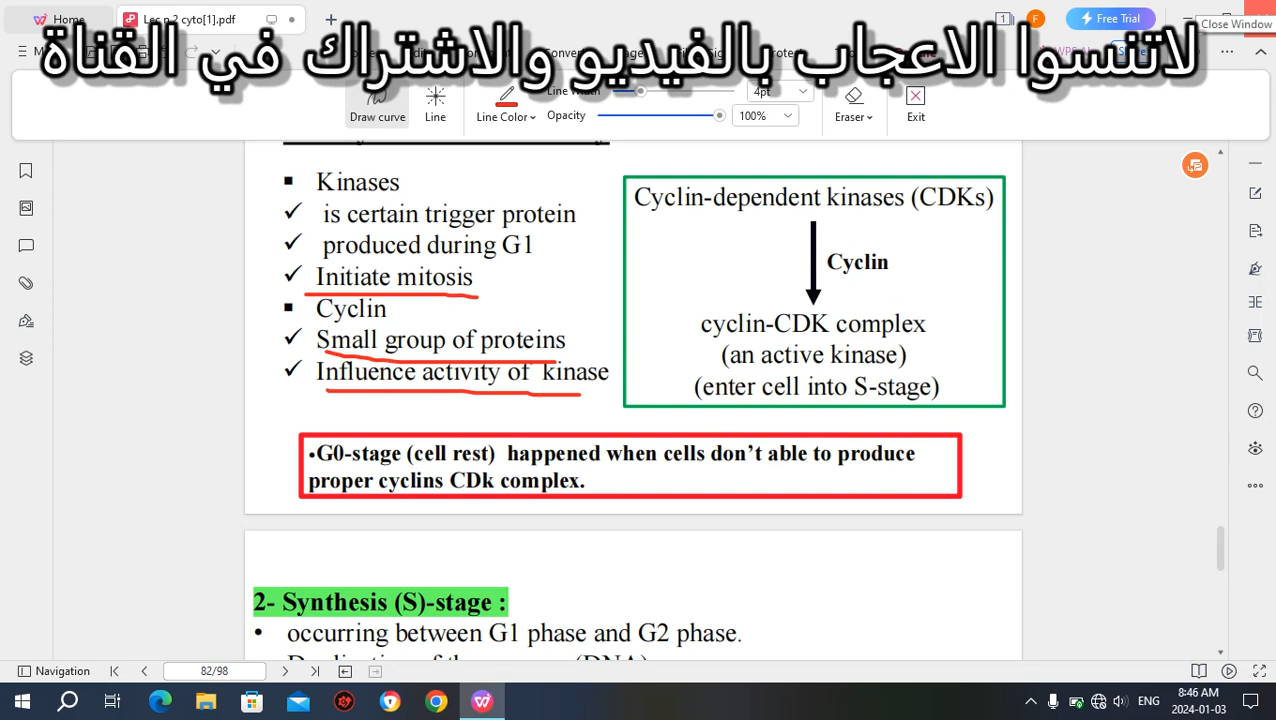 Home
Lec n 2 cyto[1].pdf
1
F
Free Trial
Close Window
لاتنسوا الاعجاب بالفيديو والاشتراك في القناة
Line Width
4pt
Draw curve
Line
Line Color
Opacity
100%
Eraser
Exit
Kinases
is certain trigger protein
produced during G1
Initiate mitosis
Cyclin
Small group of proteins
Influence activity of kinase
Cyclin-dependent kinases (CDKs)
Cyclin
cyclin-CDK complex
(an active kinase)
(enter cell into S-stage)
•G0-stage (cell rest) happened when cells don't able to produce
proper cyclins CDk complex.
2- Synthesis (S)-stage :
• occurring between G1 phase and G2 phase.
Navigation
82/98
ENG
8:46 AM
2024-01-03